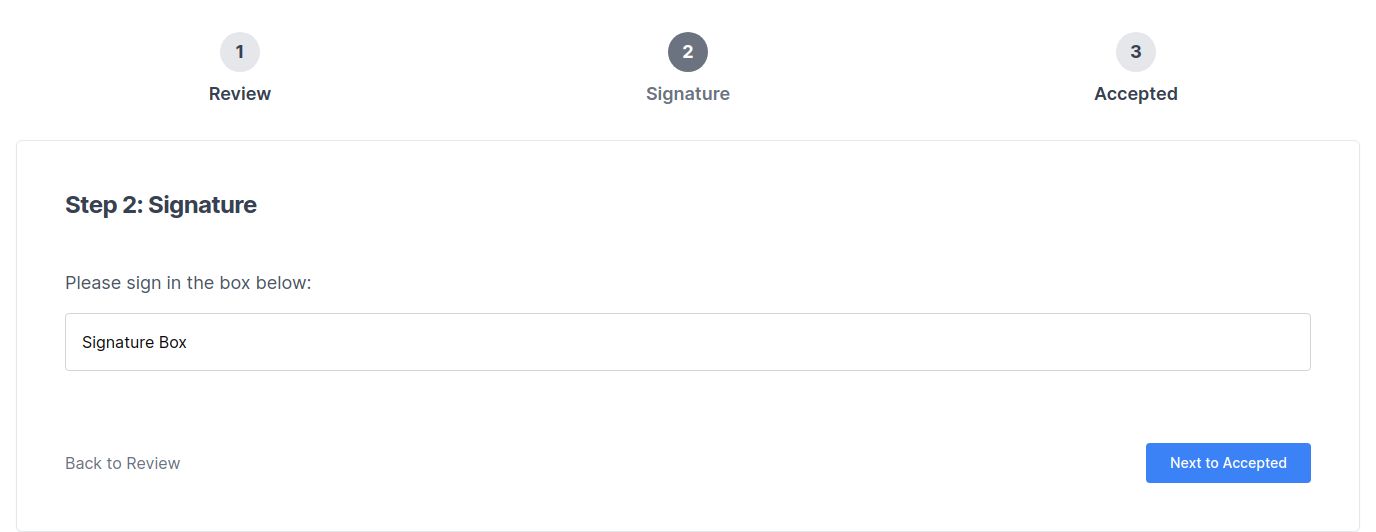 1
2
3
Review
Signature
Accepted
Step 2: Signature
Please sign in the box below:
Signature Box
Back to Review
Next to Accepted